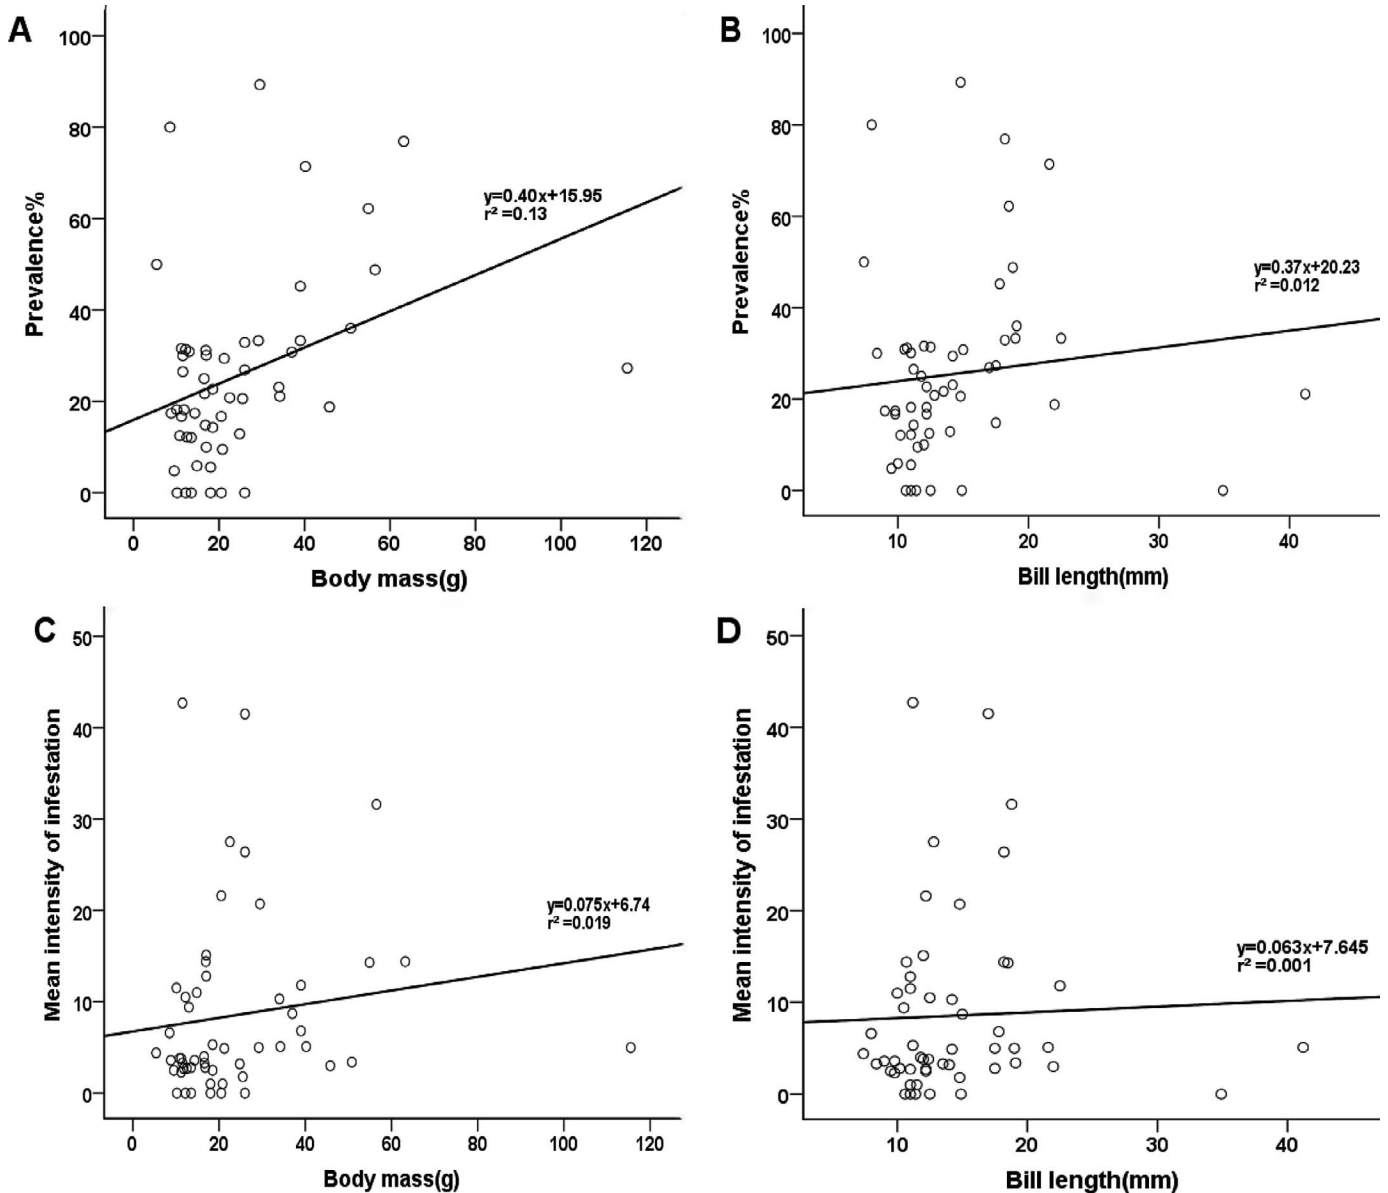 A
100
80
60
40
20
0
Prevalence%
y=0.40x+15.95
r² =0.13
0 20 40 60 80 100 120
Body mass(g)
B
100
80
60
40
20
0
Prevalence%
y=0.37x+20.23
r² =0.012
10 20 30 40
Bill length(mm)
C
50
40
30
20
10
0
Mean intensity of infestation
y=0.075x+6.74
r² =0.019
0 20 40 60 80 100 120
Body mass(g)
D
50
40
30
20
10
0
Mean intensity of infestation
y=0.063x+7.645
r² =0.001
10 20 30 40
Bill length(mm)